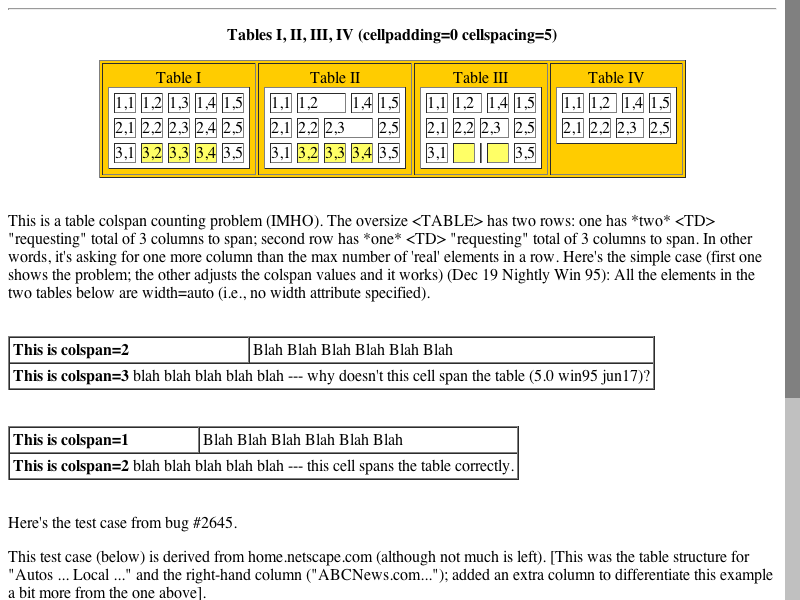 Tables I, II, III, IV (cellpadding=0 cellspacing=5)
Table I Table II Table III Table IV
1,1 1,2 1,3 1,4 1,5 1,1 1,2 1,4 1,5 1,1 1,2 1,4 1,5 1,1 1,2 1,4 1,5
2,1 2,2 2,3 2,4 2,5 2,1 2,2 2,3 2,5 2,1 2,2 2,3 2,5 2,1 2,2 2,3 2,5
3,1 3,2 3,3 3,4 3,5 3,1 3,2 3,3 3,4 3,5 3,1 3,5
This is a table colspan counting problem (IMHO). The oversize <TABLE> has two rows: one has *two* <TD>
"requesting" total of 3 columns to span; second row has *one* <TD> "requesting" total of 3 columns to span. In other
words, it's asking for one more column than the max number of 'real' elements in a row. Here's the simple case (first one
shows the problem; the other adjusts the colspan values and it works) (Dec 19 Nightly Win 95): All the elements in the
two tables below are width=auto (i.e., no width attribute specified).
This is colspan=2 Blah Blah Blah Blah Blah Blah
This is colspan=3 blah blah blah blah blah --- why doesn't this cell span the table (5.0 win95 jun17)?
This is colspan=1 Blah Blah Blah Blah Blah Blah
This is colspan=2 blah blah blah blah blah --- this cell spans the table correctly.
Here's the test case from bug #2645.
This test case (below) is derived from home.netscape.com (although not much is left). [This was the table structure for
"Autos ... Local ..." and the right-hand column ("ABCNews.com..."); added an extra column to differentiate this example
a bit more from the one above].